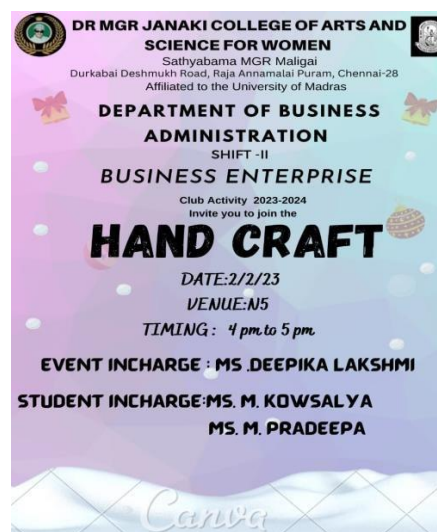 DR MGR JANAKI COLLEGE OF ARTS AND
SCIENCE FOR WOMEN
Sathyabama MGR Maligai
Durkabai Deshmukh Road, Raja Annamalai Puram, Chennai-28
Affiliated to the University of Madras
DEPARTMENT OF BUSINESS
ADMINISTRATION
SHIFT -II
BUSINESS ENTERPRISE
Club Activity 2023-2024
Invite you to join the
HAND CRAFT
DATE:2/2/23
VENUE:N5
TIMING : 4 pm to 5 pm
EVENT INCHARGE : MS .DEEPIKA LAKSHMI
STUDENT INCHARGE:MS. M. KOWSALYA
MS. M. PRADEEPA
Canva